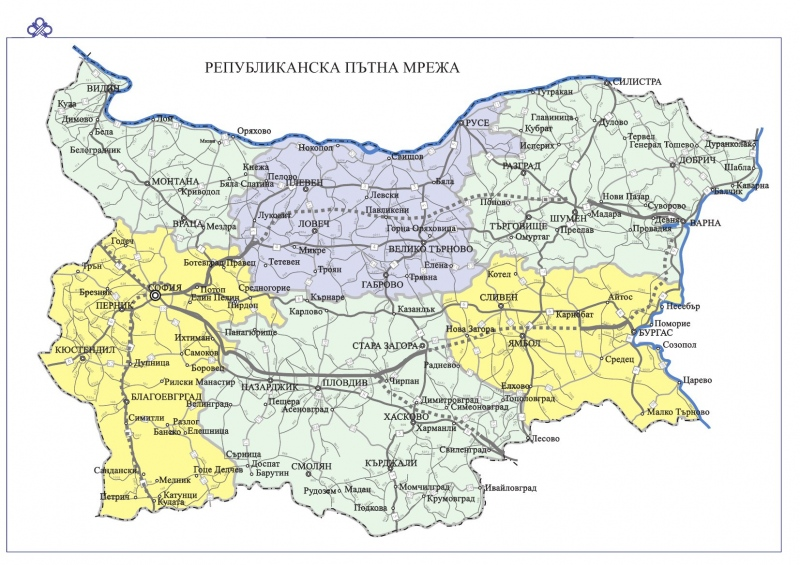 РЕПУБЛИКАНСКА ПЪТНА МРЕЖА
ВИДИН
Кула
Димово
Бела
Белоградчик
Лом
Оряхово
МОНТАНА
Криводол
ВРАЦА
Мездра
Кнежа
Бяла Слатина
Мизия
Никопол
Пелово
ПЛЕВЕН
Свищов
Бяла
РУСЕ
Левски
Павликени
Луковит
ЛОВЕЧ
Горна Оряховица
ВЕЛИКО ТЪРНОВО
Микре
Тетевен
Троян
Елена
Трявна
ГАБРОВО
Тутракан
СИЛИСТРА
Главиница
Кубрат
Дулово
Исперих
РАЗГРАД
Тервел
Генерал Тошево
Дуранкалак
ДОБРИЧ
Шабла
Каварна
Балчик
Попово
Нови Пазар
Суворово
ШУМЕН
Мадара
Девня
ВАРНА
Провадия
ТЪРГОВИЩЕ
Преслав
Омуртаг
Годеч
Трън
Брезник
СОФИЯ
ПЕРНИК
Ботевград
Правец
Потоп
Елин Пелин
Средногорие
Пирдоп
Кърнаре
Карлово
Казанлък
Панагюрище
Ихтиман
Самоков
Боровец
КЮСТЕНДИЛ
Дупница
Рилски Манастир
БЛАГОЕВГРАД
Велинград
Симитли
Разлог
Банско
Елешница
Сандански
Мелник
Гоце Делчев
Петрич
Катунци
Кулата
Котел
СЛИВЕН
Айтос
Карнобат
Несебър
Поморие
БУРГАС
Созопол
Нова Загора
ЯМБОЛ
Средец
Елхово
Царево
Малко Търново
Тополовград
Лесово
СТАРА ЗАГОРА
Раднево
ПАЗАРДЖИК
ПЛОВДИВ
Чирпан
Пещера
Асеновград
Димитровград
Симеоновград
ХАСКОВО
Харманли
Свиленград
Сърница
Доспат
Барутин
СМОЛЯН
КЪРДЖАЛИ
Рудозем
Мадан
Момчилград
Крумовград
Ивайловград
Подкова